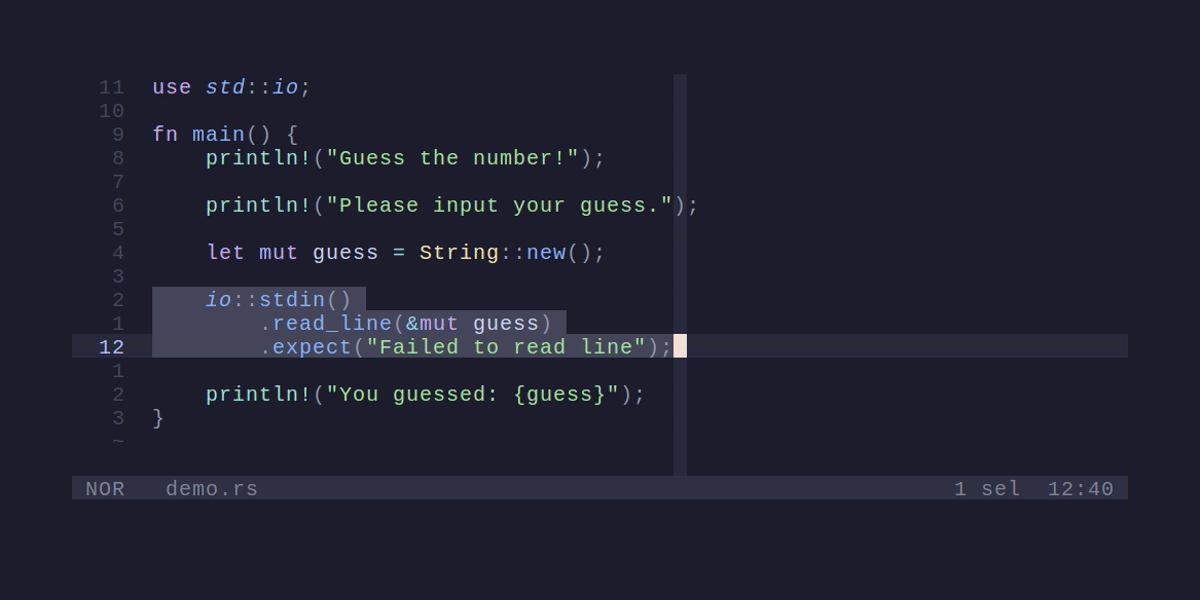 11  use std::io;
10
9  fn main() {
8      println!("Guess the number!");
7
6      println!("Please input your guess.");
5
4      let mut guess = String::new();
3
2      io::stdin()
1          .read_line(&mut guess)
12          .expect("Failed to read line");
1
2      println!("You guessed: {guess}");
3  }
~
NOR   demo.rs   1 sel  12:40